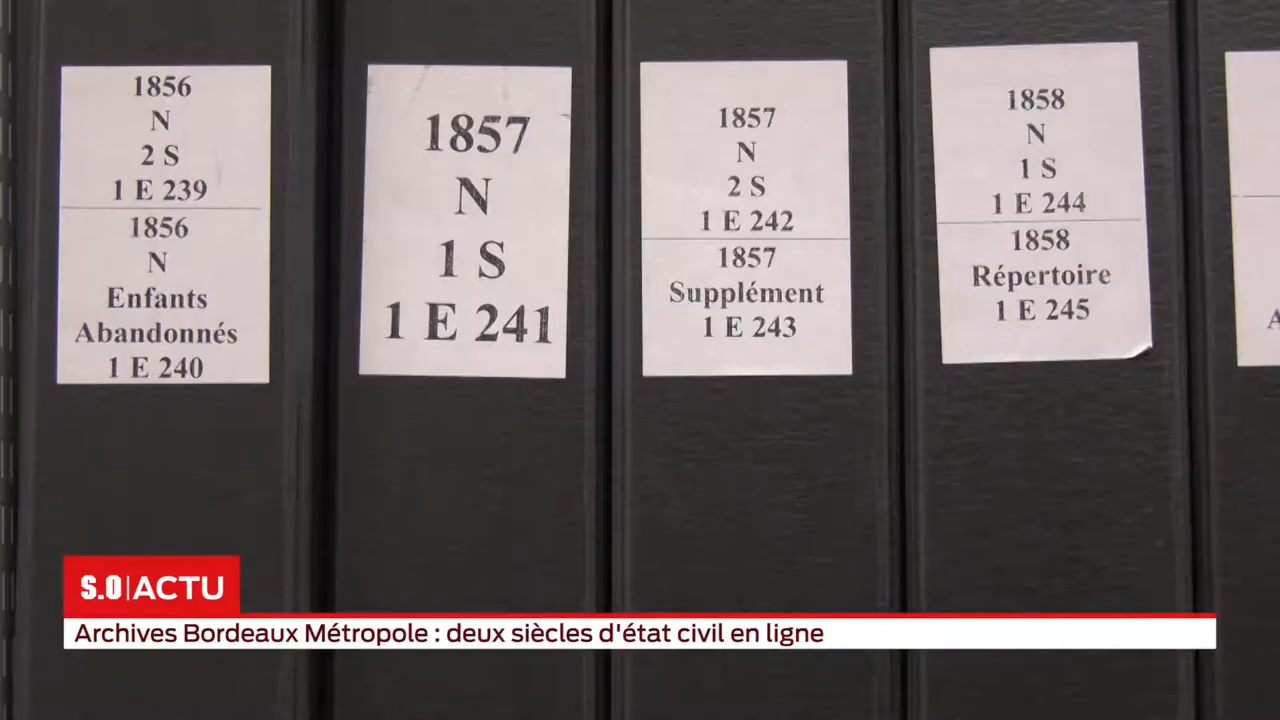 1856
N
2 S
1 E 239
1856
N
Enfants
Abandonnés
1 E 240
1857
N
1 S
1 E 241
1857
N
2 S
1 E 242
1857
Supplément
1 E 243
1858
N
1 S
1 E 244
1858
Répertoire
1 E 245
A
S.O|ACTU
Archives Bordeaux Métropole : deux siècles d'état civil en ligne